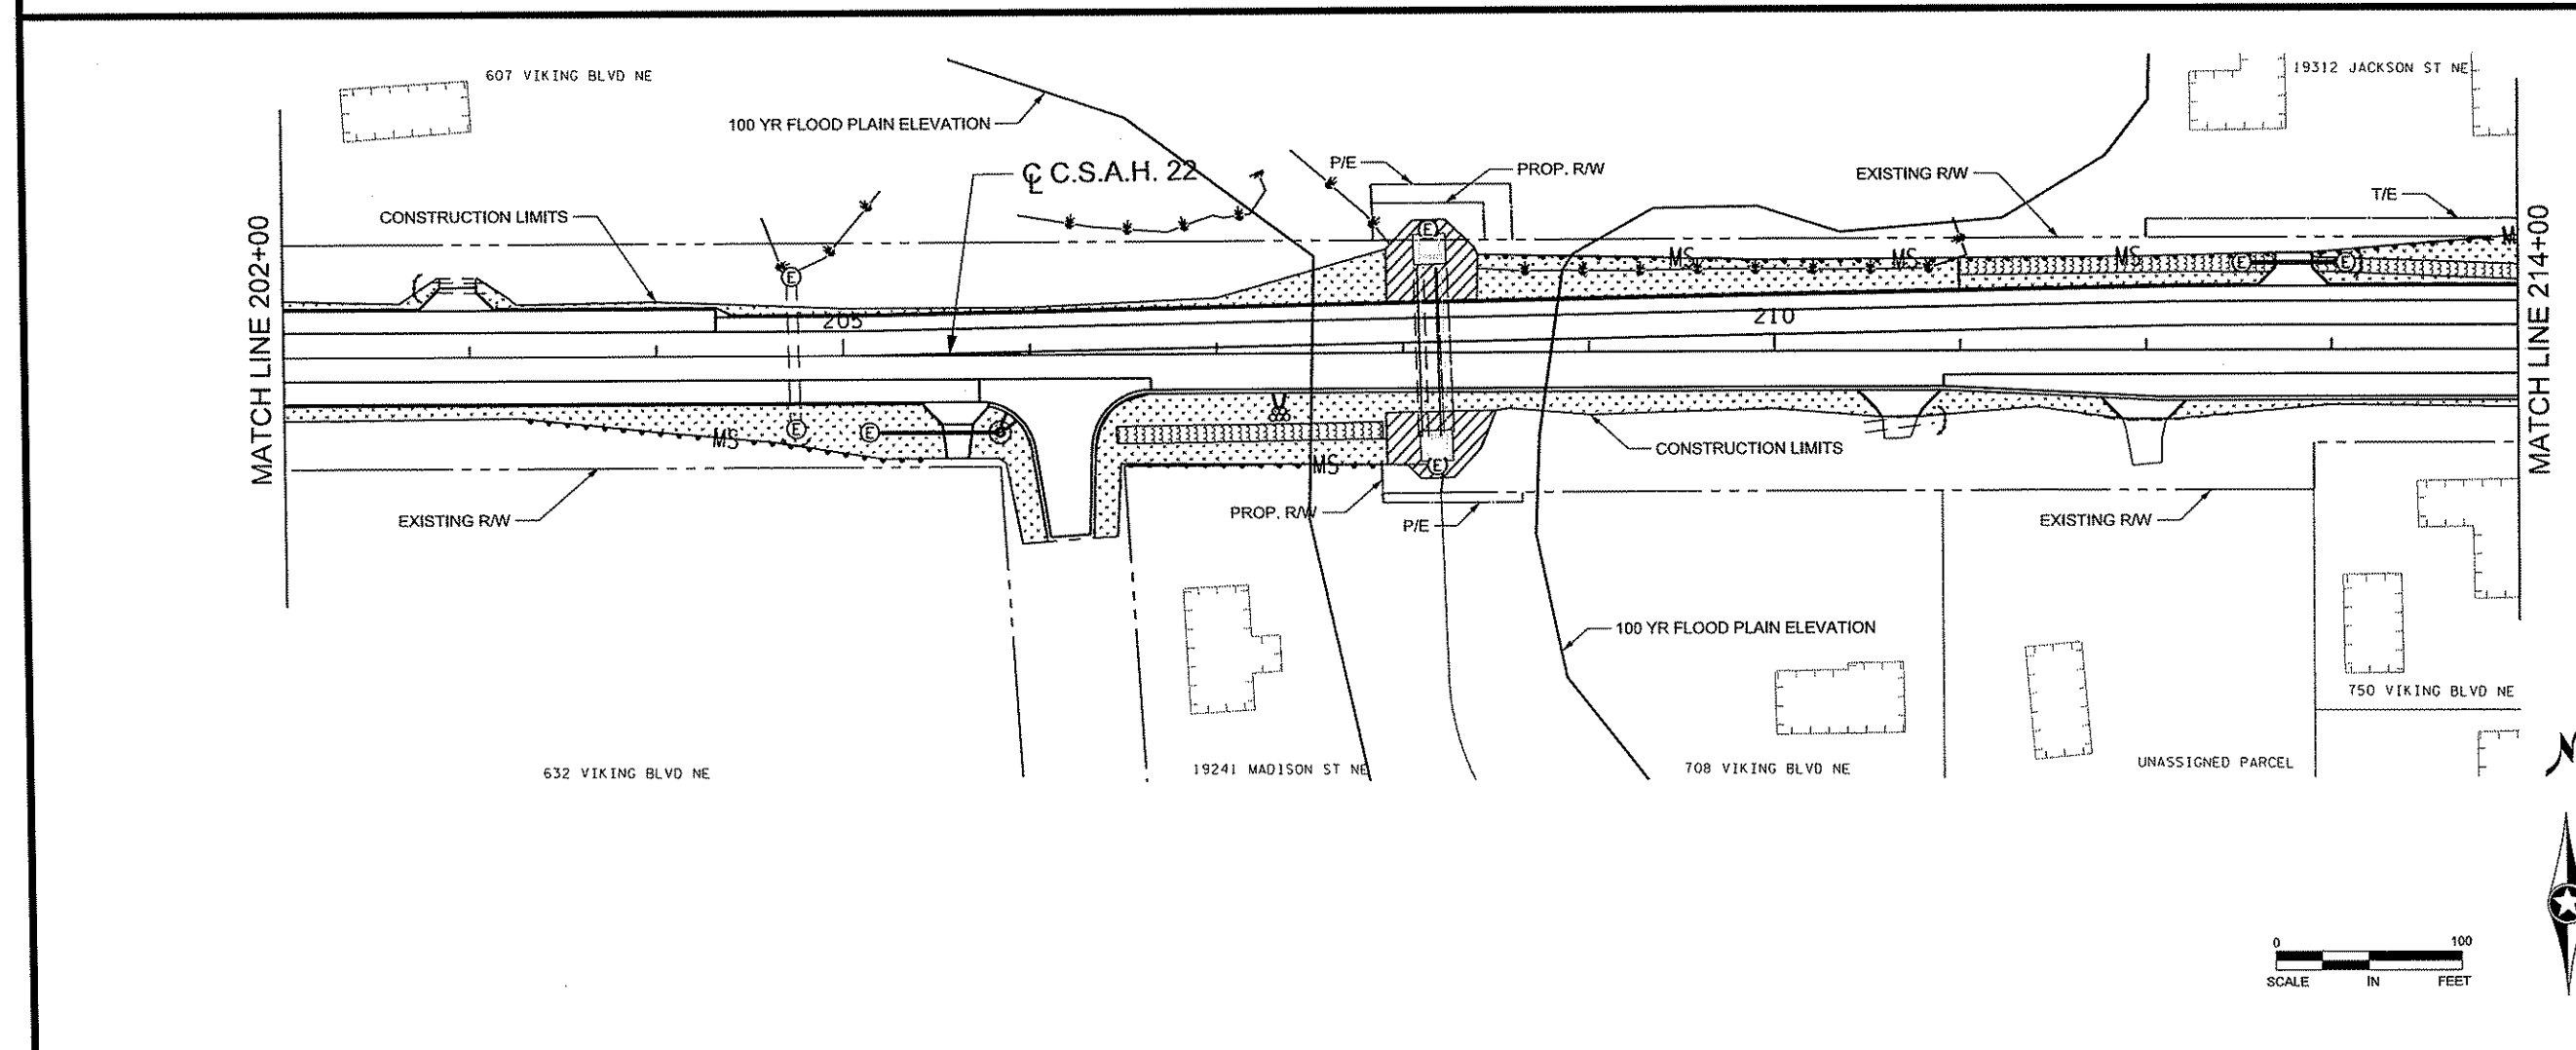 607 VIKING BLVD NE
19312 JACKSON ST NE
100 YR FLOOD PLAIN ELEVATION
℄ C.S.A.H. 22
P/E
PROP. R/W
EXISTING R/W
T/E
CONSTRUCTION LIMITS
MATCH LINE 202+00
MATCH LINE 214+00
E
MS
MS
MS
M
E
E
E
205
210
MS
E
E
MS
E
CONSTRUCTION LIMITS
EXISTING R/W
PROP. R/W
P/E
EXISTING R/W
100 YR FLOOD PLAIN ELEVATION
750 VIKING BLVD NE
632 VIKING BLVD NE
19241 MADISON ST NE
708 VIKING BLVD NE
UNASSIGNED PARCEL
N
0 100
SCALE IN FEET